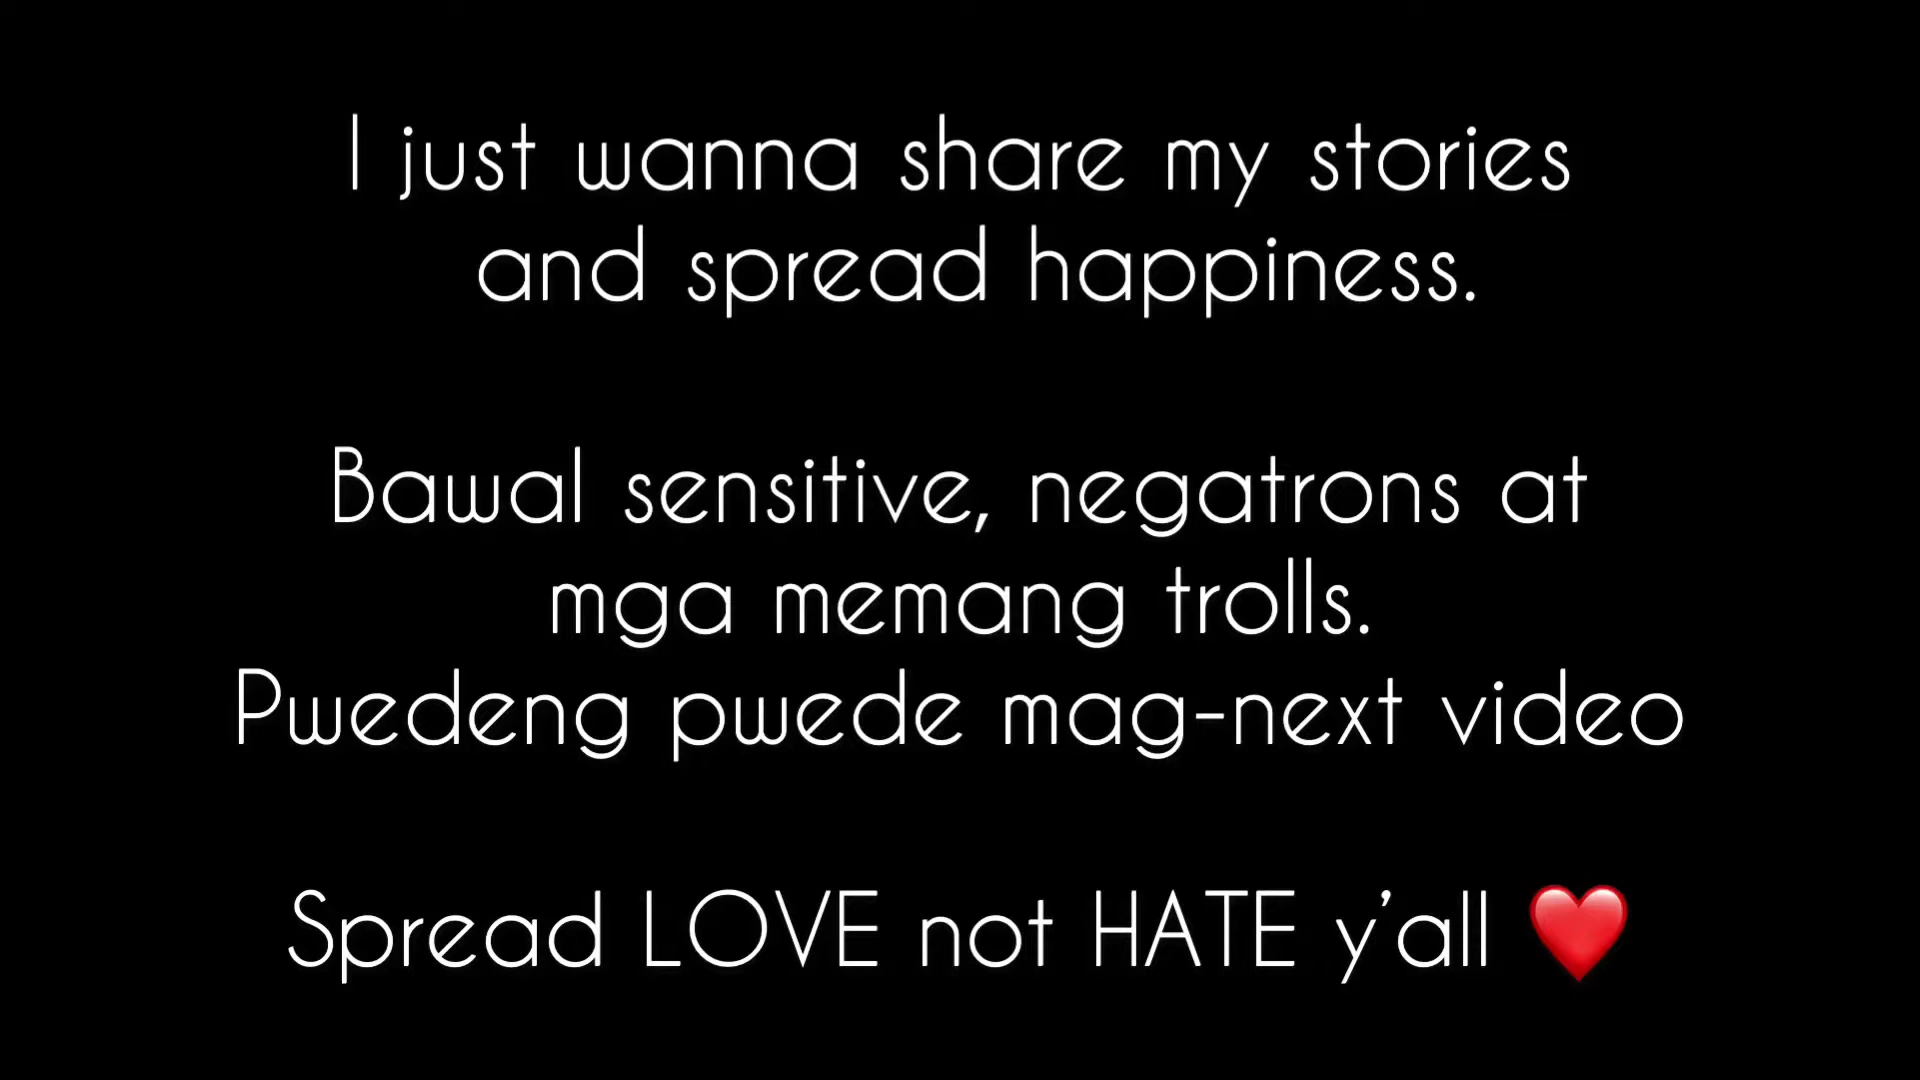 I just wanna share my stories
and spread happiness.
Bawal sensitive, negatrons at
mga memang trolls.
Pwedeng pwede mag-next video
Spread LOVE not HATE y’all ❤️